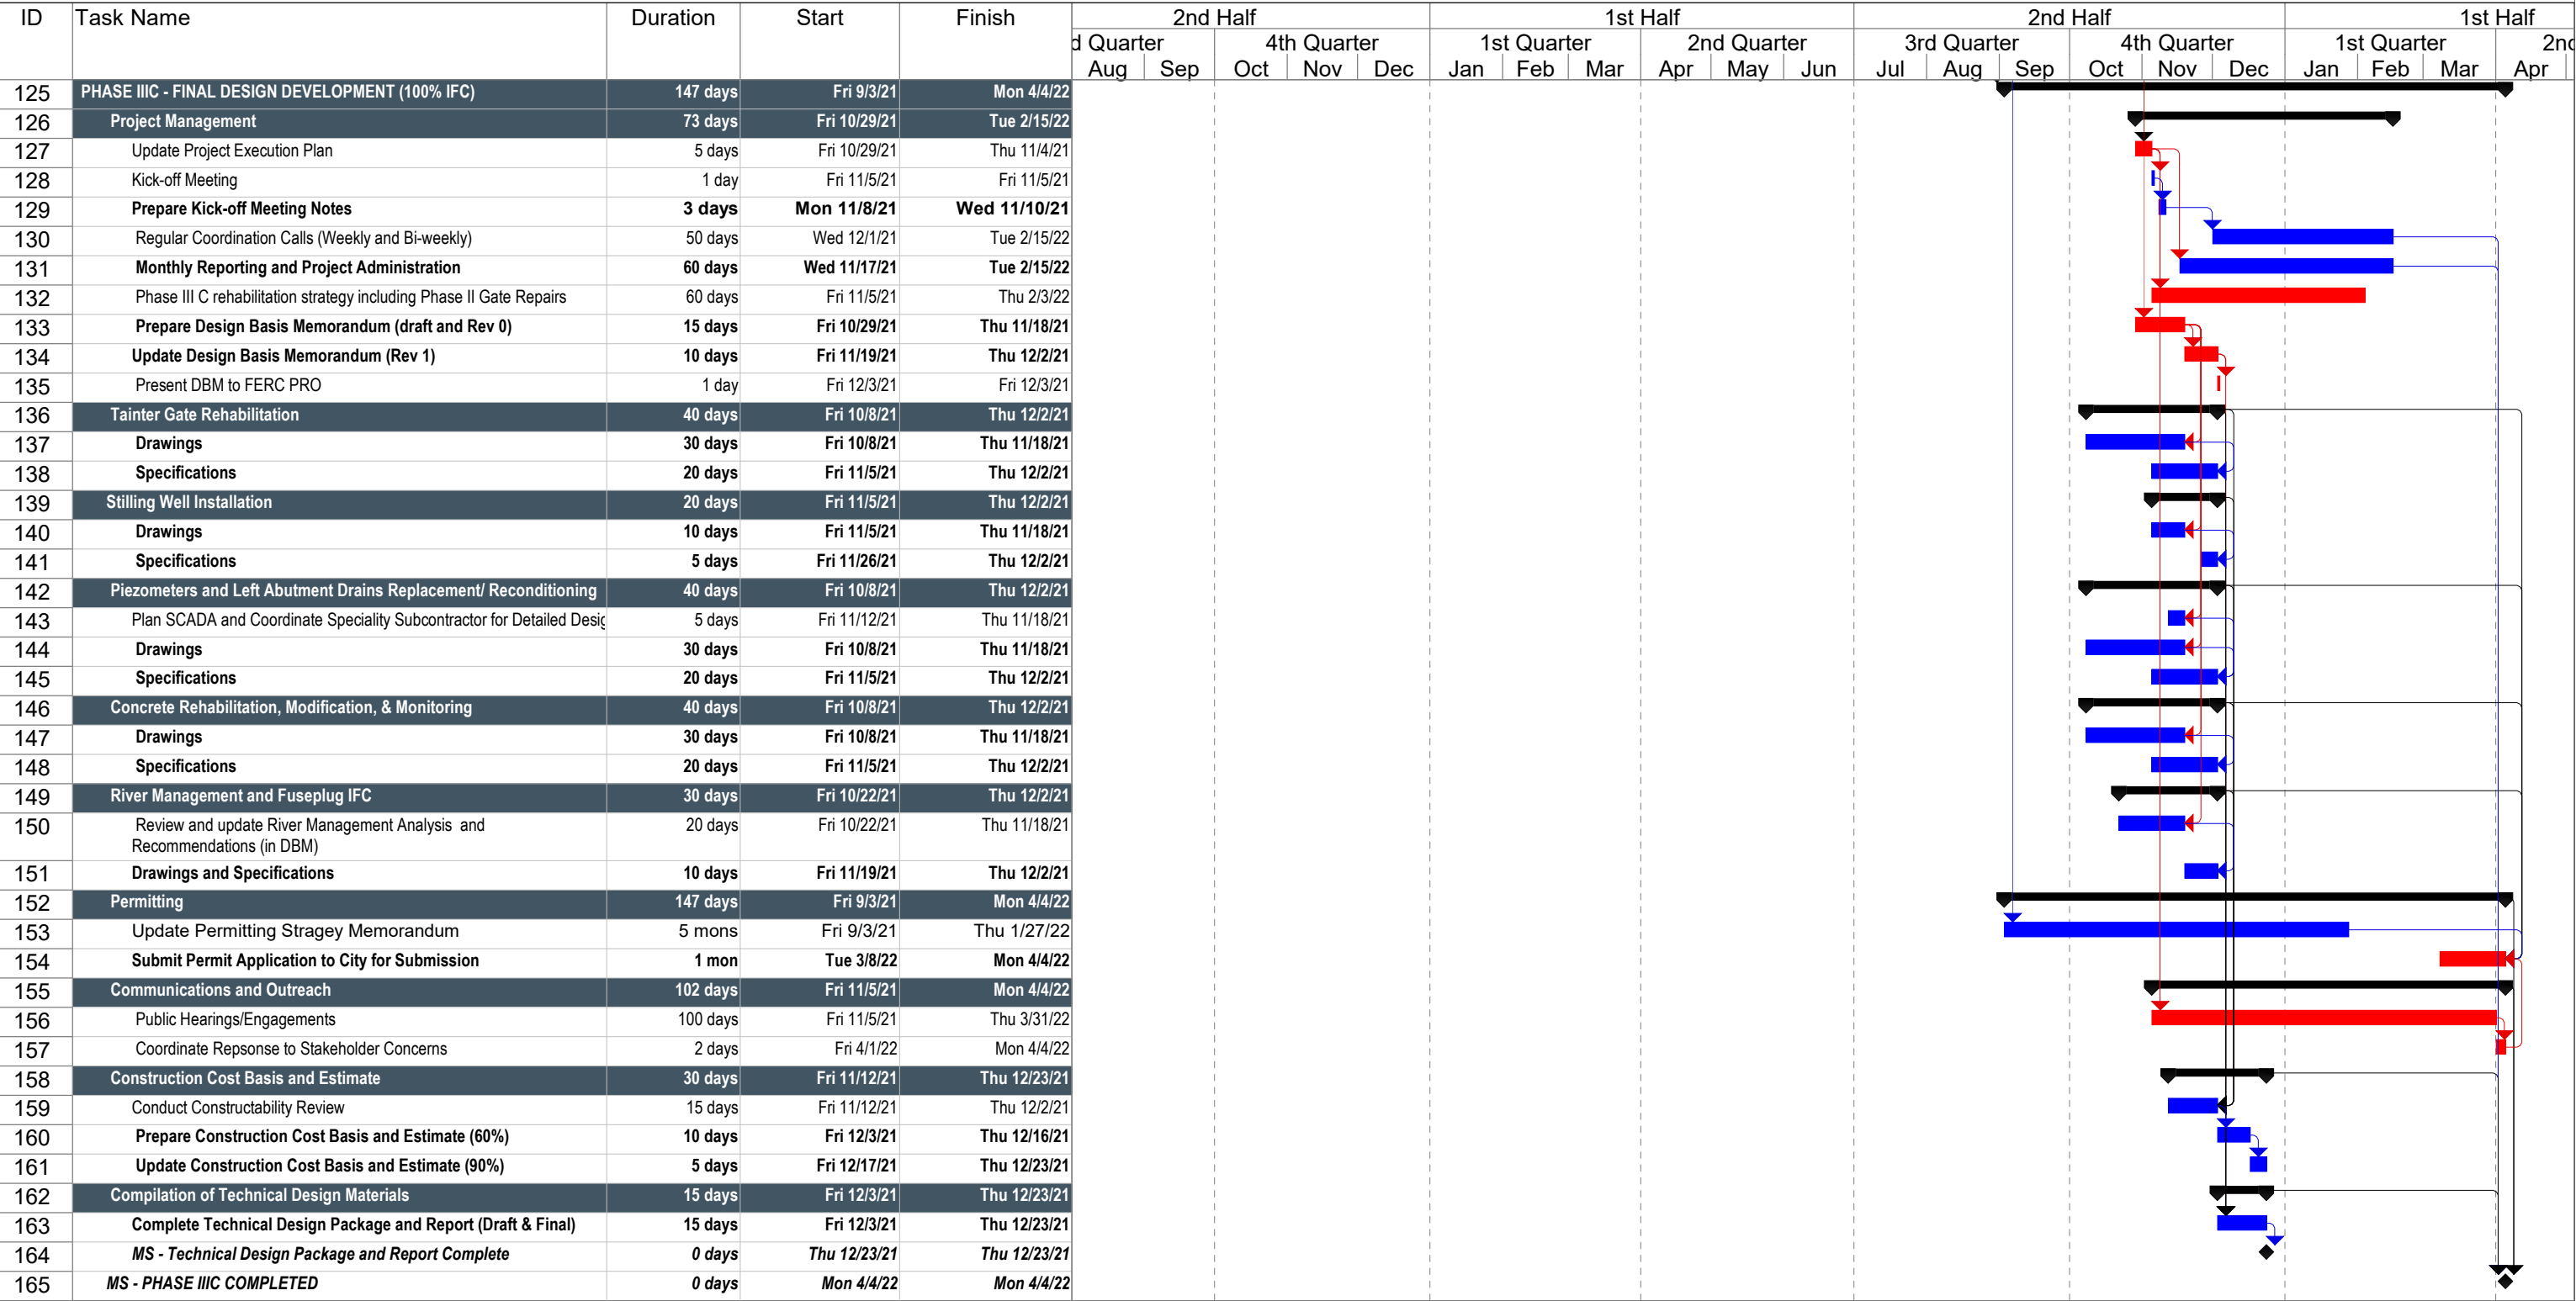 ID Task Name Duration Start Finish 2nd Half 1st Half 2nd Half 1st Half
d Quarter 4th Quarter 1st Quarter 2nd Quarter 3rd Quarter 4th Quarter 1st Quarter 2nd
Aug Sep Oct Nov Dec Jan Feb Mar Apr May Jun Jul Aug Sep Oct Nov Dec Jan Feb Mar Apr
125 PHASE IIIC - FINAL DESIGN DEVELOPMENT (100% IFC) 147 days Fri 9/3/21 Mon 4/4/22
126 Project Management 73 days Fri 10/29/21 Tue 2/15/22
127 Update Project Execution Plan 5 days Fri 10/29/21 Thu 11/4/21
128 Kick-off Meeting 1 day Fri 11/5/21 Fri 11/5/21
129 Prepare Kick-off Meeting Notes 3 days Mon 11/8/21 Wed 11/10/21
130 Regular Coordination Calls (Weekly and Bi-weekly) 50 days Wed 12/1/21 Tue 2/15/22
131 Monthly Reporting and Project Administration 60 days Wed 11/17/21 Tue 2/15/22
132 Phase III C rehabilitation strategy including Phase II Gate Repairs 60 days Fri 11/5/21 Thu 2/3/22
133 Prepare Design Basis Memorandum (draft and Rev 0) 15 days Fri 10/29/21 Thu 11/18/21
134 Update Design Basis Memorandum (Rev 1) 10 days Fri 11/19/21 Thu 12/2/21
135 Present DBM to FERC PRO 1 day Fri 12/3/21 Fri 12/3/21
136 Tainter Gate Rehabilitation 40 days Fri 10/8/21 Thu 12/2/21
137 Drawings 30 days Fri 10/8/21 Thu 11/18/21
138 Specifications 20 days Fri 11/5/21 Thu 12/2/21
139 Stilling Well Installation 20 days Fri 11/5/21 Thu 12/2/21
140 Drawings 10 days Fri 11/5/21 Thu 11/18/21
141 Specifications 5 days Fri 11/26/21 Thu 12/2/21
142 Piezometers and Left Abutment Drains Replacement/ Reconditioning 40 days Fri 10/8/21 Thu 12/2/21
143 Plan SCADA and Coordinate Speciality Subcontractor for Detailed Desig 5 days Fri 11/12/21 Thu 11/18/21
144 Drawings 30 days Fri 10/8/21 Thu 11/18/21
145 Specifications 20 days Fri 11/5/21 Thu 12/2/21
146 Concrete Rehabilitation, Modification, & Monitoring 40 days Fri 10/8/21 Thu 12/2/21
147 Drawings 30 days Fri 10/8/21 Thu 11/18/21
148 Specifications 20 days Fri 11/5/21 Thu 12/2/21
149 River Management and Fuseplug IFC 30 days Fri 10/22/21 Thu 12/2/21
150 Review and update River Management Analysis and 20 days Fri 10/22/21 Thu 11/18/21
Recommendations (in DBM)
151 Drawings and Specifications 10 days Fri 11/19/21 Thu 12/2/21
152 Permitting 147 days Fri 9/3/21 Mon 4/4/22
153 Update Permitting Stragey Memorandum 5 mons Fri 9/3/21 Thu 1/27/22
154 Submit Permit Application to City for Submission 1 mon Tue 3/8/22 Mon 4/4/22
155 Communications and Outreach 102 days Fri 11/5/21 Mon 4/4/22
156 Public Hearings/Engagements 100 days Fri 11/5/21 Thu 3/31/22
157 Coordinate Repsonse to Stakeholder Concerns 2 days Fri 4/1/22 Mon 4/4/22
158 Construction Cost Basis and Estimate 30 days Fri 11/12/21 Thu 12/23/21
159 Conduct Constructability Review 15 days Fri 11/12/21 Thu 12/2/21
160 Prepare Construction Cost Basis and Estimate (60%) 10 days Fri 12/3/21 Thu 12/16/21
161 Update Construction Cost Basis and Estimate (90%) 5 days Fri 12/17/21 Thu 12/23/21
162 Compilation of Technical Design Materials 15 days Fri 12/3/21 Thu 12/23/21
163 Complete Technical Design Package and Report (Draft & Final) 15 days Fri 12/3/21 Thu 12/23/21
164 MS - Technical Design Package and Report Complete 0 days Thu 12/23/21 Thu 12/23/21
165 MS - PHASE IIIC COMPLETED 0 days Mon 4/4/22 Mon 4/4/22